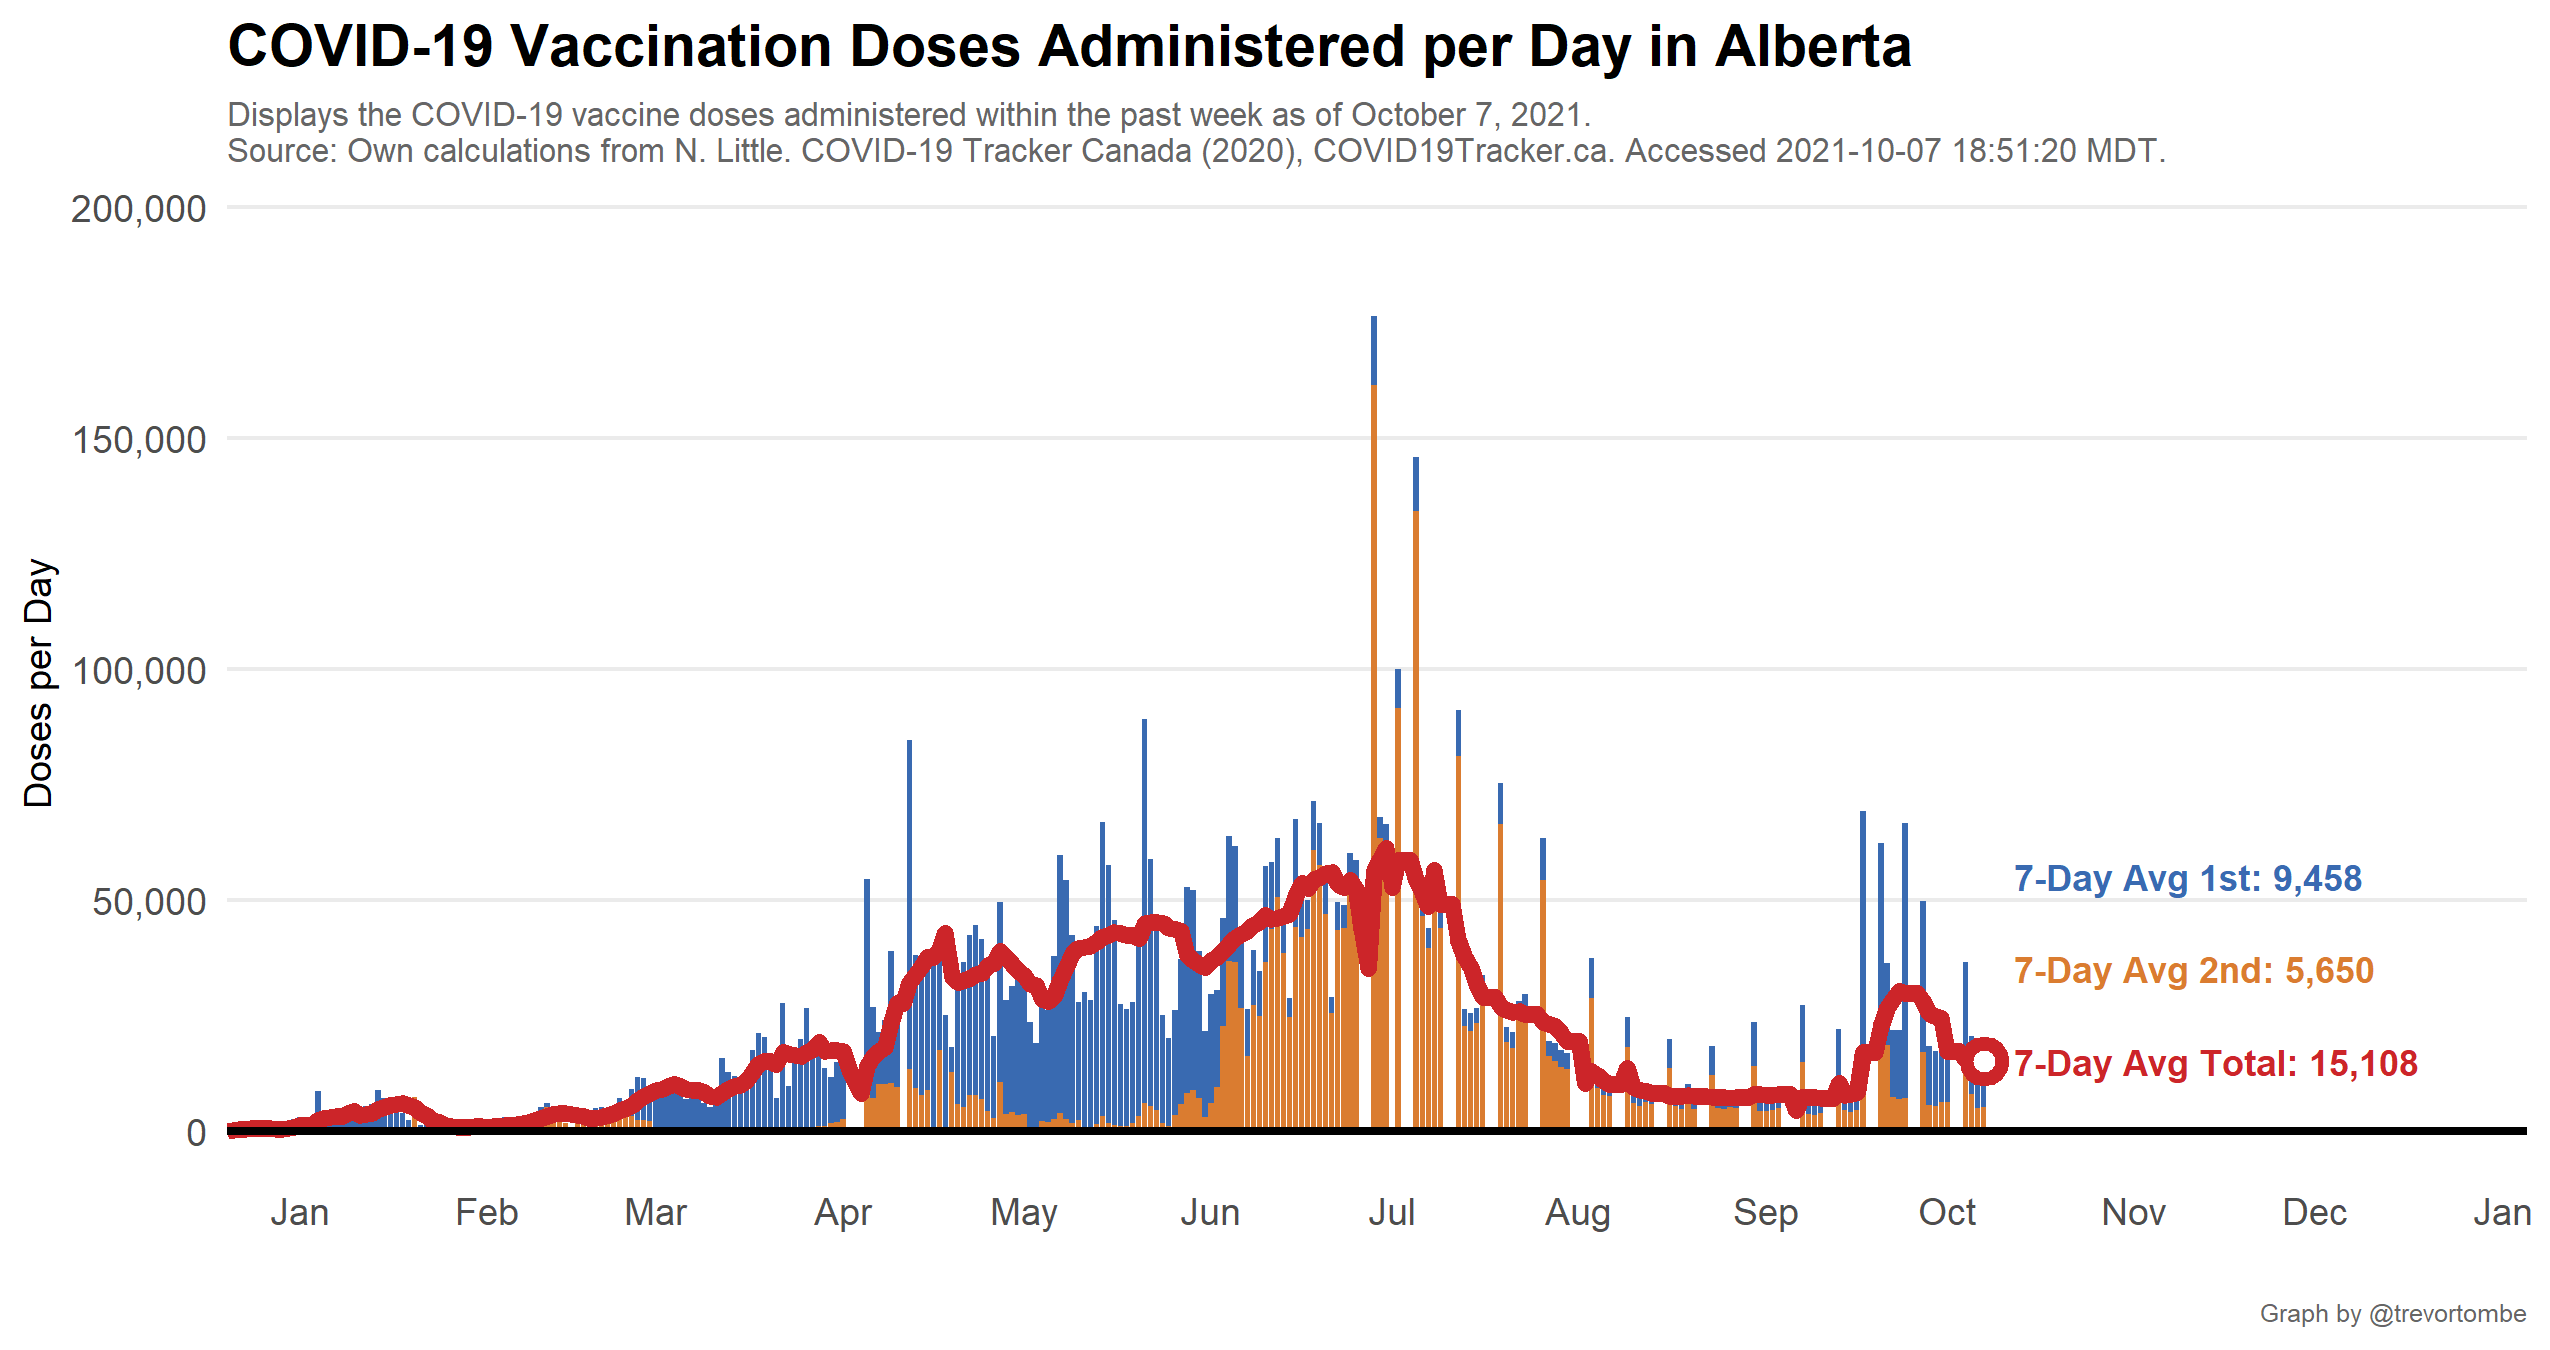 COVID-19 Vaccination Doses Administered per Day in Alberta
Displays the COVID-19 vaccine doses administered within the past week as of October 7, 2021.
Source: Own calculations from N. Little. COVID-19 Tracker Canada (2020), COVID19Tracker.ca. Accessed 2021-10-07 18:51:20 MDT.
200,000
150,000
100,000
50,000
0
Doses per Day
7-Day Avg 1st: 9,458
7-Day Avg 2nd: 5,650
7-Day Avg Total: 15,108
Jan Feb Mar Apr May Jun Jul Aug Sep Oct Nov Dec Jan
Graph by @trevortombe